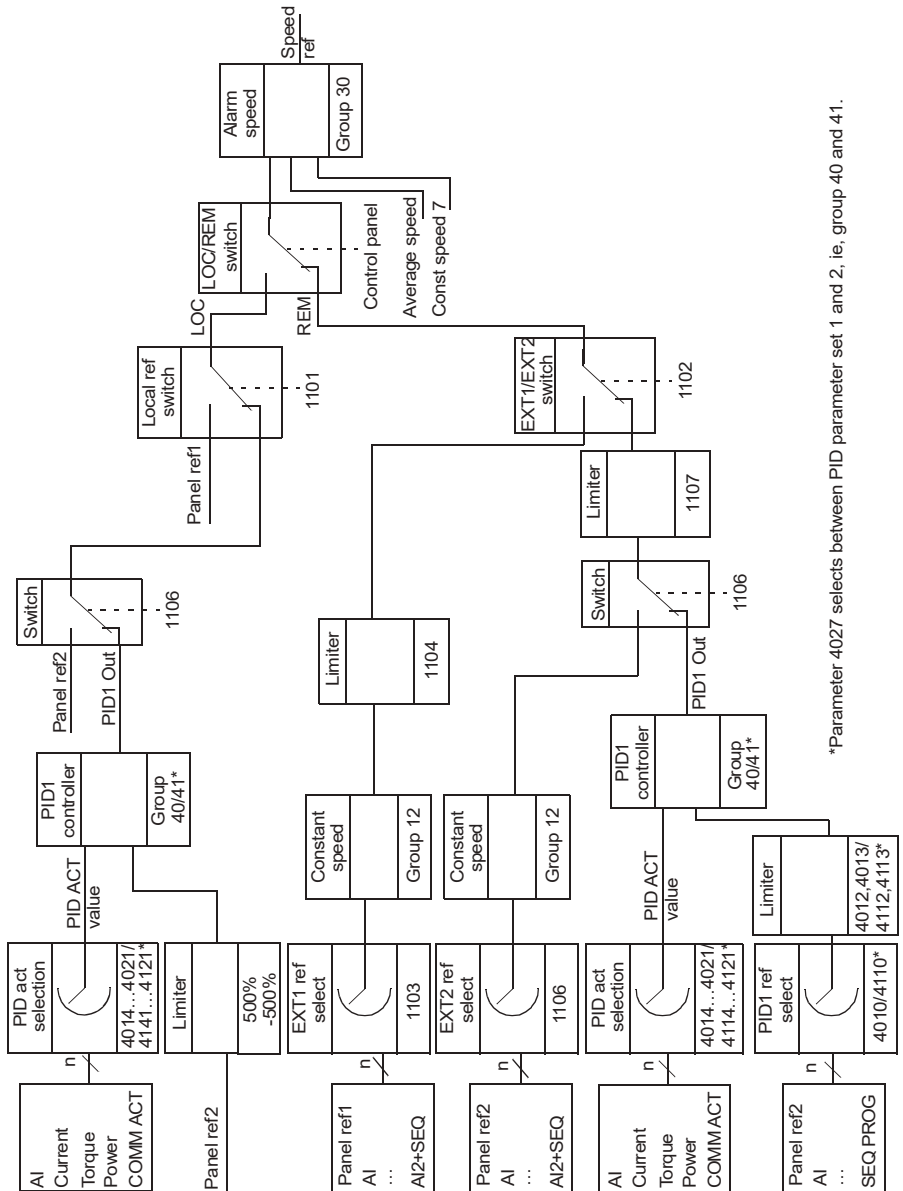 AI
Current
Torque
Power
COMM ACT
n
PID act
selection
4014...4021/
4141...4121*
PID ACT
value
PID1
controller
Group
40/41*
Panel ref2
Limiter
500%
-500%
Panel ref2
PID1 Out
Switch
1106
Panel ref1
Local ref
switch
1101
LOC
REM
LOC/REM
switch
Control panel
Average speed
Const speed 7
Alarm
speed
Group 30
Speed
ref
Panel ref1
AI
...
AI2+SEQ
n
EXT1 ref
select
1103
Constant
speed
Group 12
Limiter
1104
Panel ref2
AI
...
AI2+SEQ
n
EXT2 ref
select
1106
Constant
speed
Group 12
EXT1/EXT2
switch
1102
Limiter
1107
Switch
1106
PID1 Out
AI
Current
Torque
Power
COMM ACT
n
PID act
selection
4014...4021/
4114...4121*
PID ACT
value
PID1
controller
Group
40/41*
Panel ref2
AI
...
SEQ PROG
n
PID1 ref
select
4010/4110*
Limiter
4012,4013/
4112,4113*
*Parameter 4027 selects between PID parameter set 1 and 2, ie, group 40 and 41.